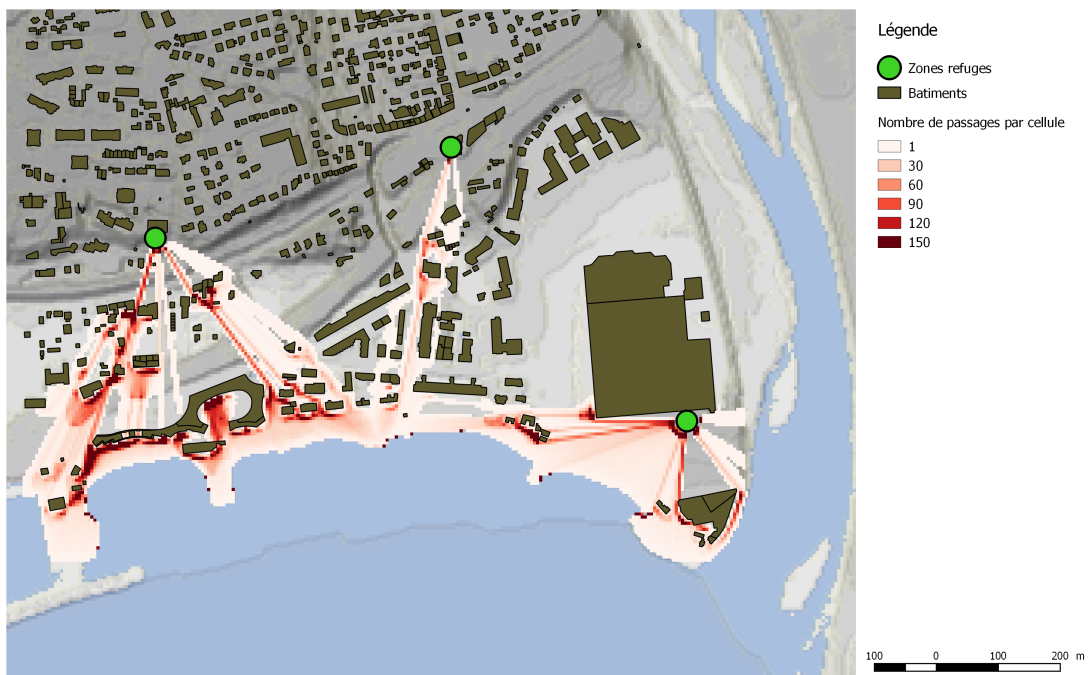 Légende
Zones refuges
Batiments
Nombre de passages par cellule
1
30
60
90
120
150
100 0 100 200 m